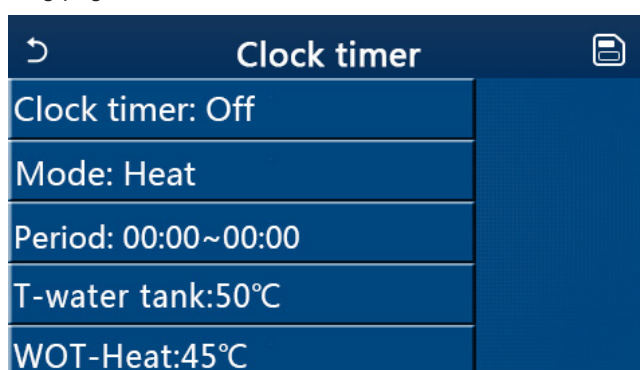 Clock timer
Clock timer: Off
Mode: Heat
Period: 00:00~00:00
T-water tank:50℃
WOT-Heat:45℃